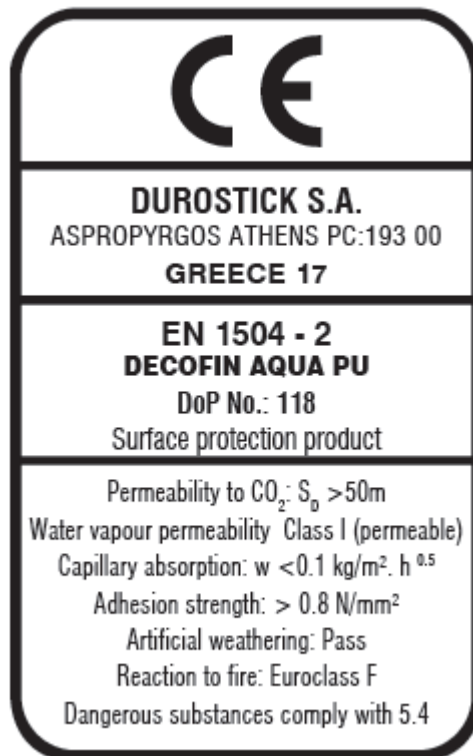 CE
DUROSTICK S.A.
ASPROPYRGOS ATHENS PC:193 00
GREECE 17
EN 1504 - 2
DECOFIN AQUA PU
DoP No.: 118
Surface protection product
Permeability to CO₂: S_D >50m
Water vapour permeability Class I (permeable)
Capillary absorption: w <0.1 kg/m². h ⁰·⁵
Adhesion strength: > 0.8 N/mm²
Artificial weathering: Pass
Reaction to fire: Euroclass F
Dangerous substances comply with 5.4